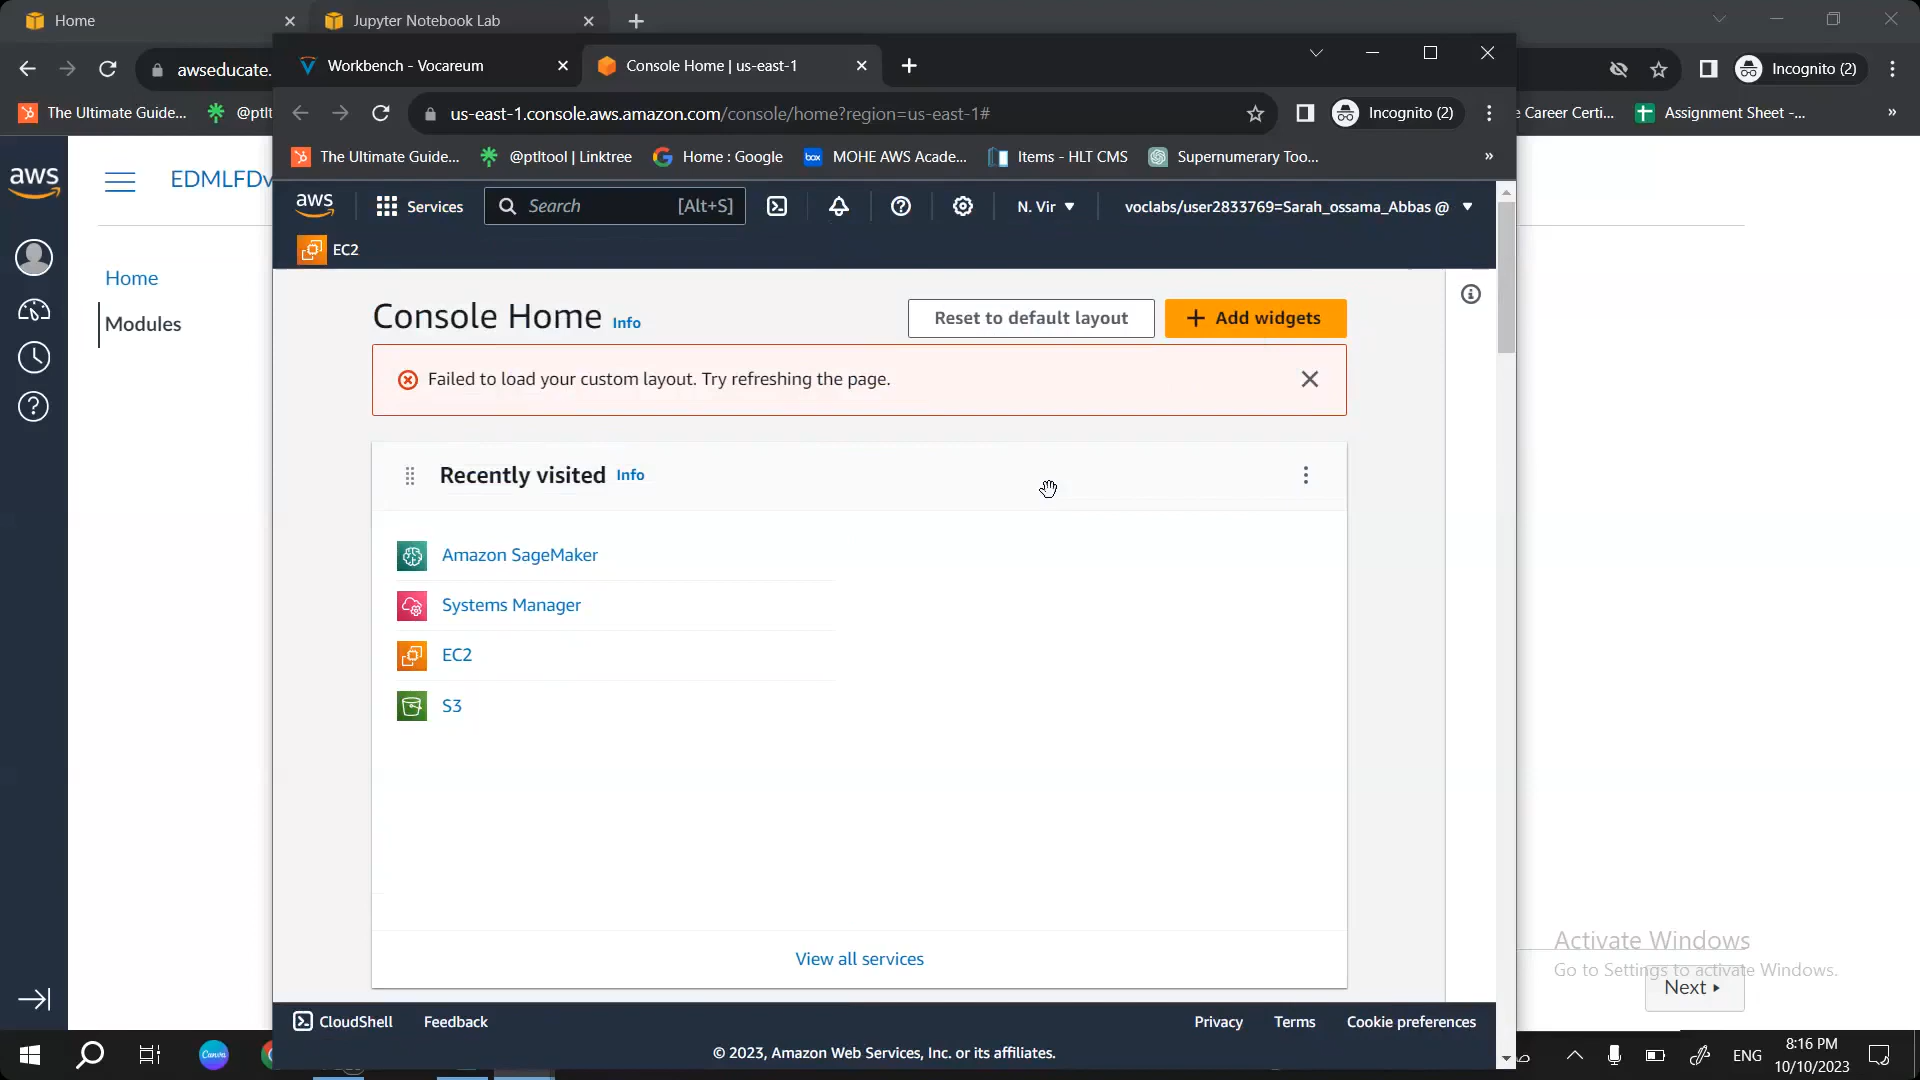 Home
Jupyter Notebook Lab
awseducate.
Incognito (2)
The Ultimate Guide...
@ptlt
e Career Certi...
Assignment Sheet -...
»
aws
EDMLFDv
Home
Modules
Workbench - Vocareum
Console Home | us-east-1
us-east-1.console.aws.amazon.com/console/home?region=us-east-1#
Incognito (2)
The Ultimate Guide...
@ptltool | Linktree
Home : Google
box
MOHE AWS Acade...
Items - HLT CMS
Supernumerary Too...
»
aws
Services
Search
[Alt+S]
N. Vir
voclabs/user2833769=Sarah_ossama_Abbas @
EC2
Console Home Info
Reset to default layout
+ Add widgets
Failed to load your custom layout. Try refreshing the page.
Recently visited Info
Amazon SageMaker
Systems Manager
EC2
S3
View all services
CloudShell
Feedback
Privacy
Terms
Cookie preferences
© 2023, Amazon Web Services, Inc. or its affiliates.
Activate Windows
Go to Settings to activate Windows.
Next
Canva
ENG
8:16 PM
10/10/2023